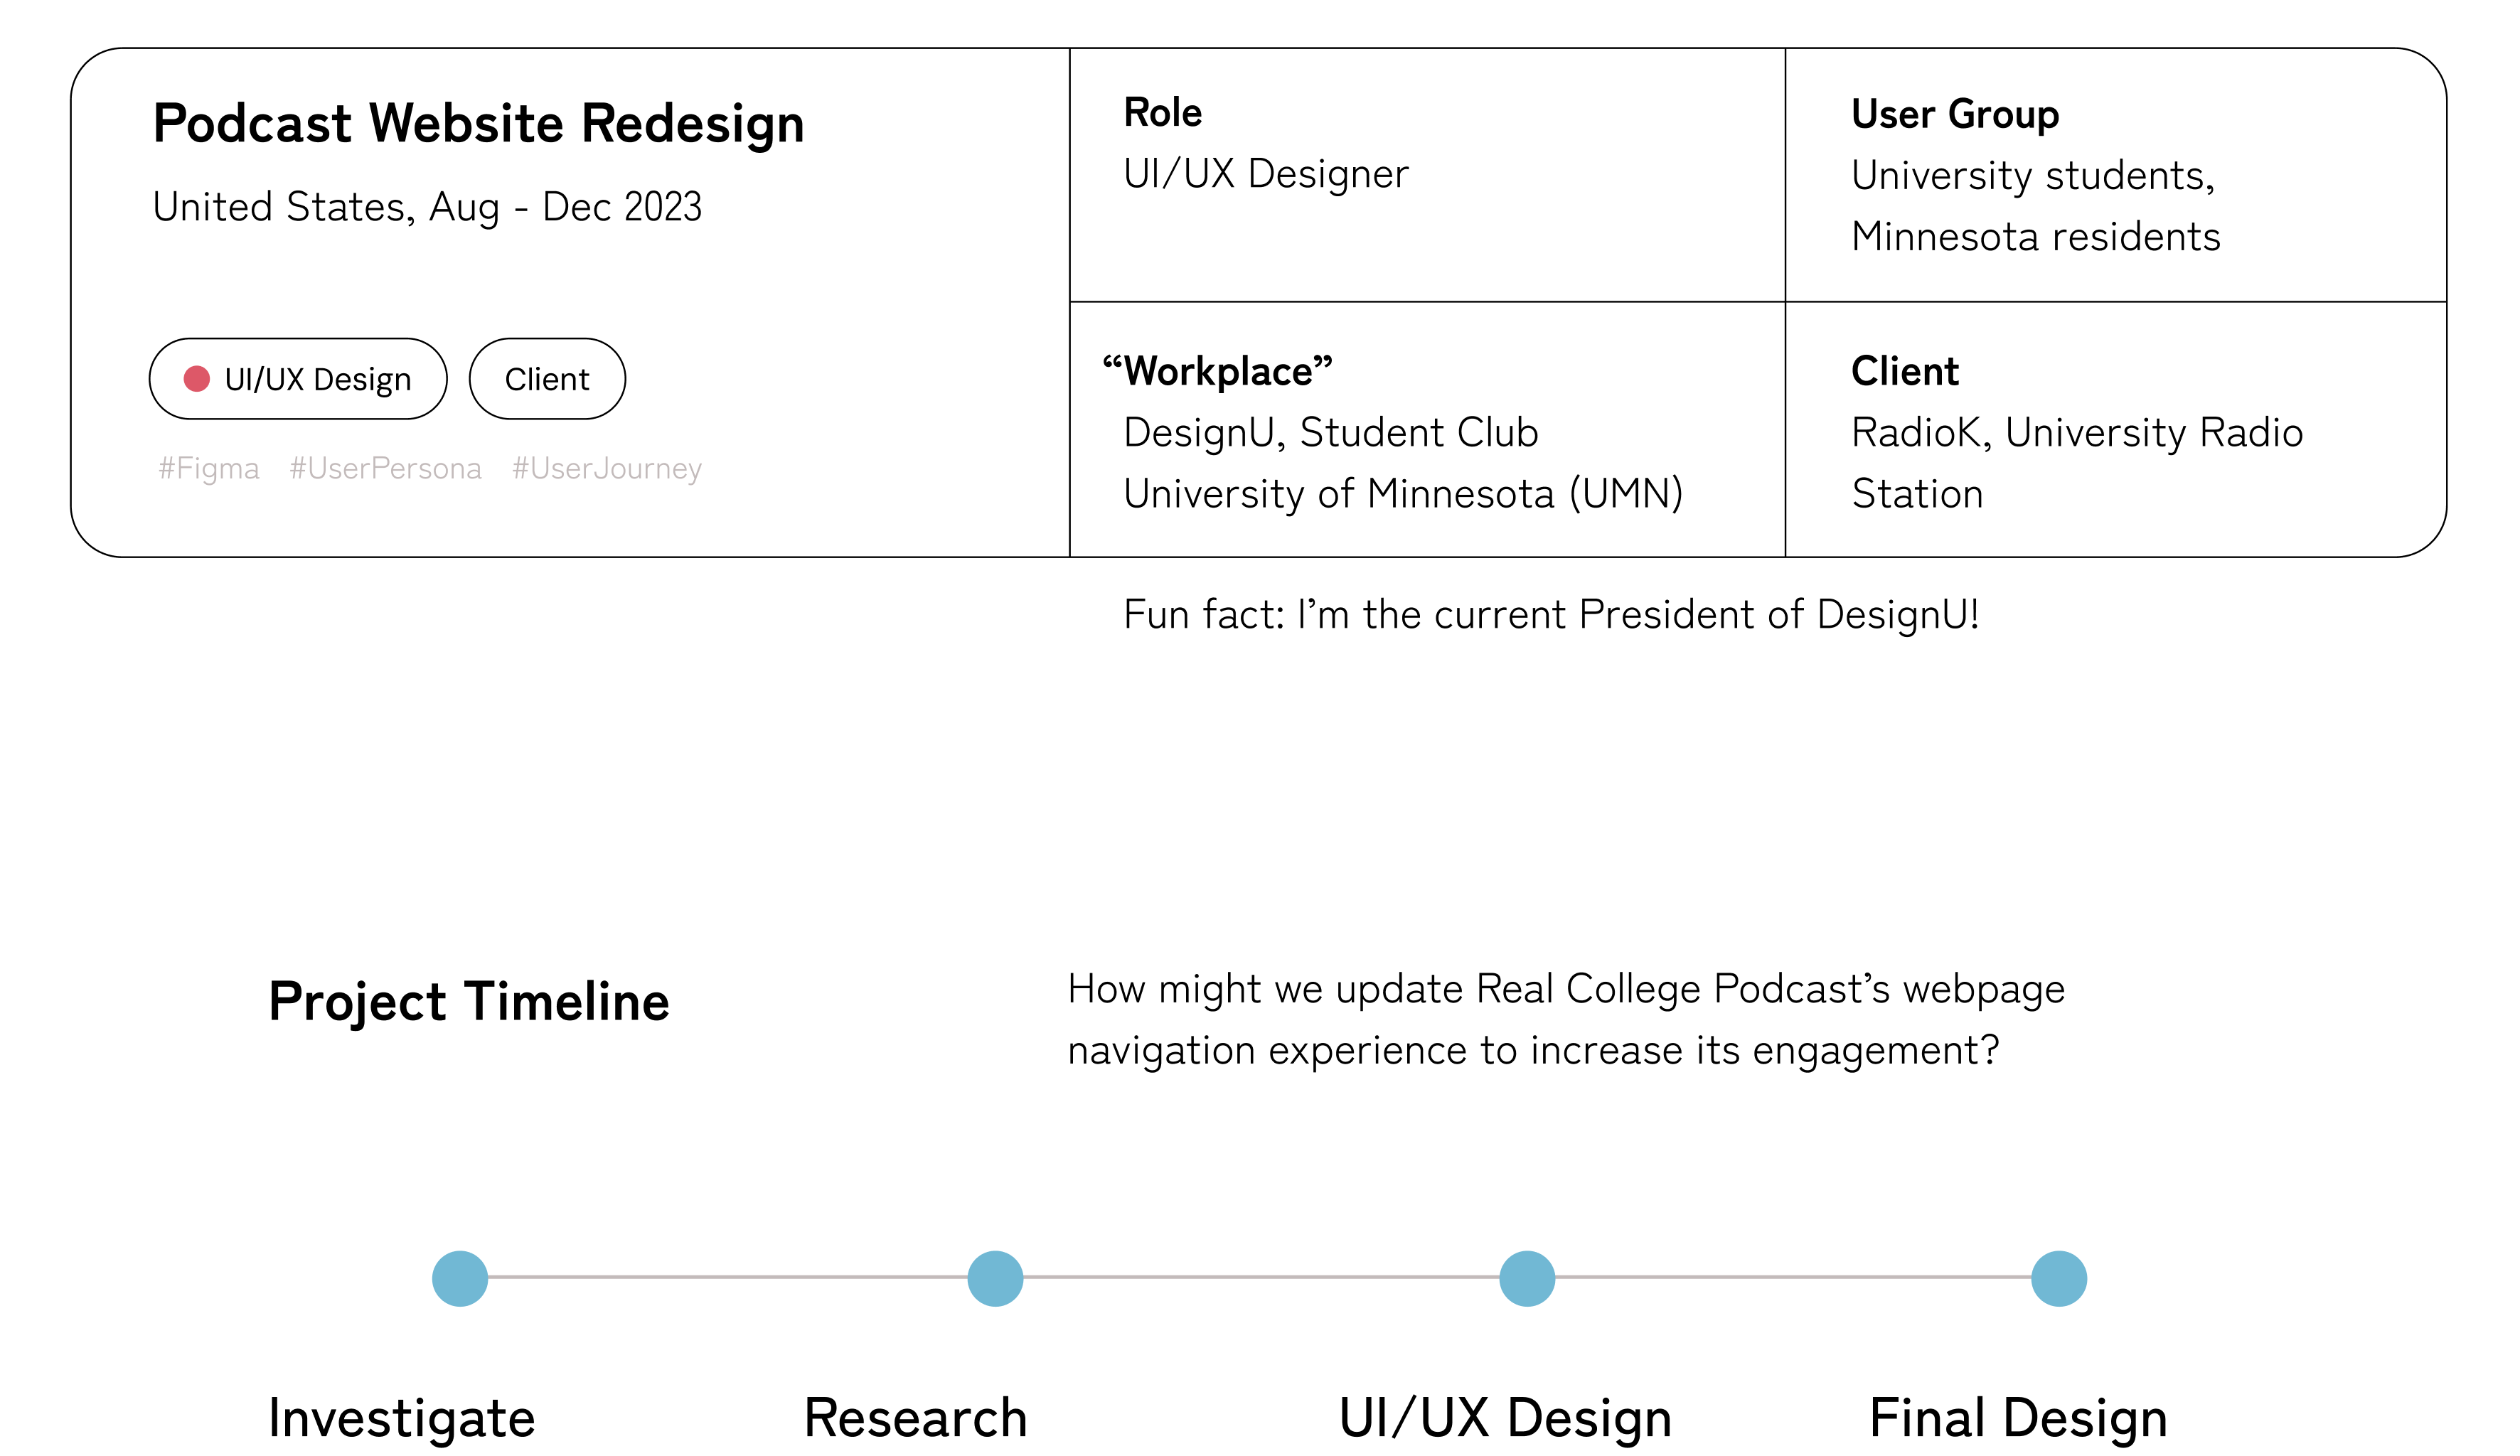 Podcast Website Redesign
United States, Aug - Dec 2023
UI/UX Design
Client
#Figma #UserPersona #UserJourney
Role
UI/UX Designer
User Group
University students,
Minnesota residents
“Workplace”
DesignU, Student Club
University of Minnesota (UMN)
Client
RadioK, University Radio
Station
Fun fact: I’m the current President of DesignU!
Project Timeline
How might we update Real College Podcast’s webpage
navigation experience to increase its engagement?
Investigate
Research
UI/UX Design
Final Design